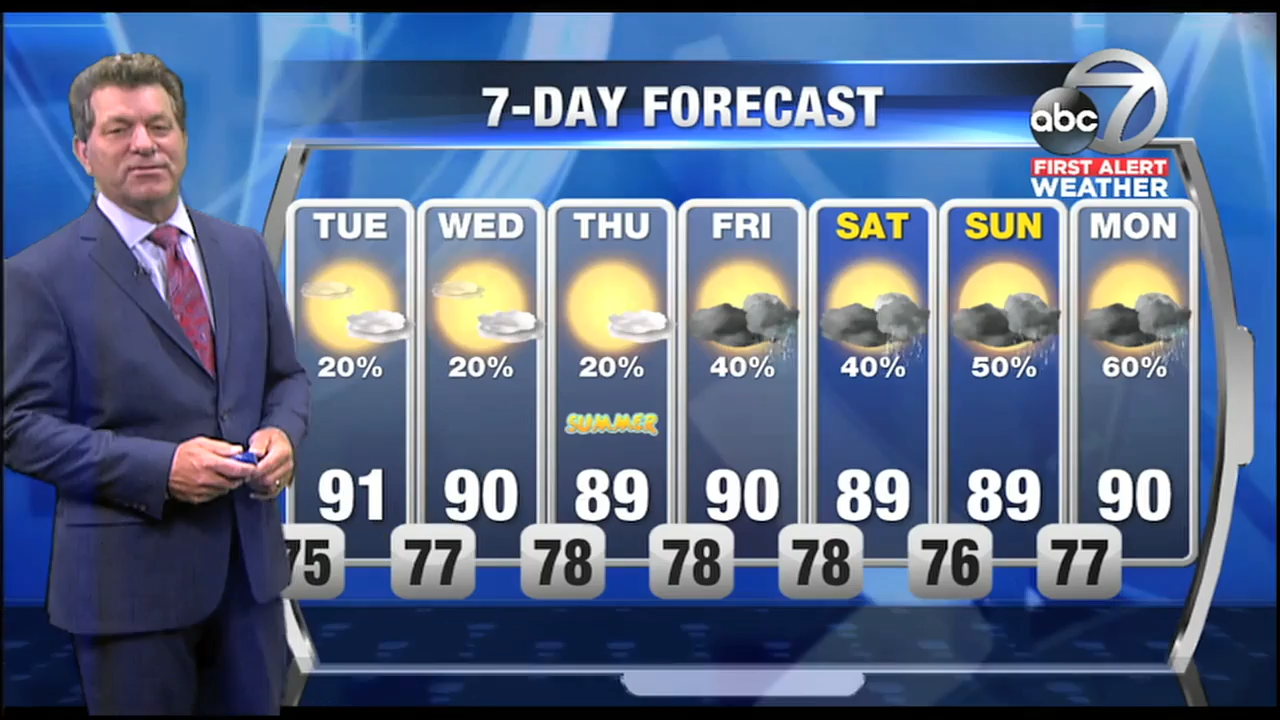 7-DAY FORECAST
abc 7
FIRST ALERT
WEATHER
TUE WED THU FRI SAT SUN MON
20% 20% 20% 40% 40% 50% 60%
SUMMER
91 90 89 90 89 89 90
75 77 78 78 78 76 77